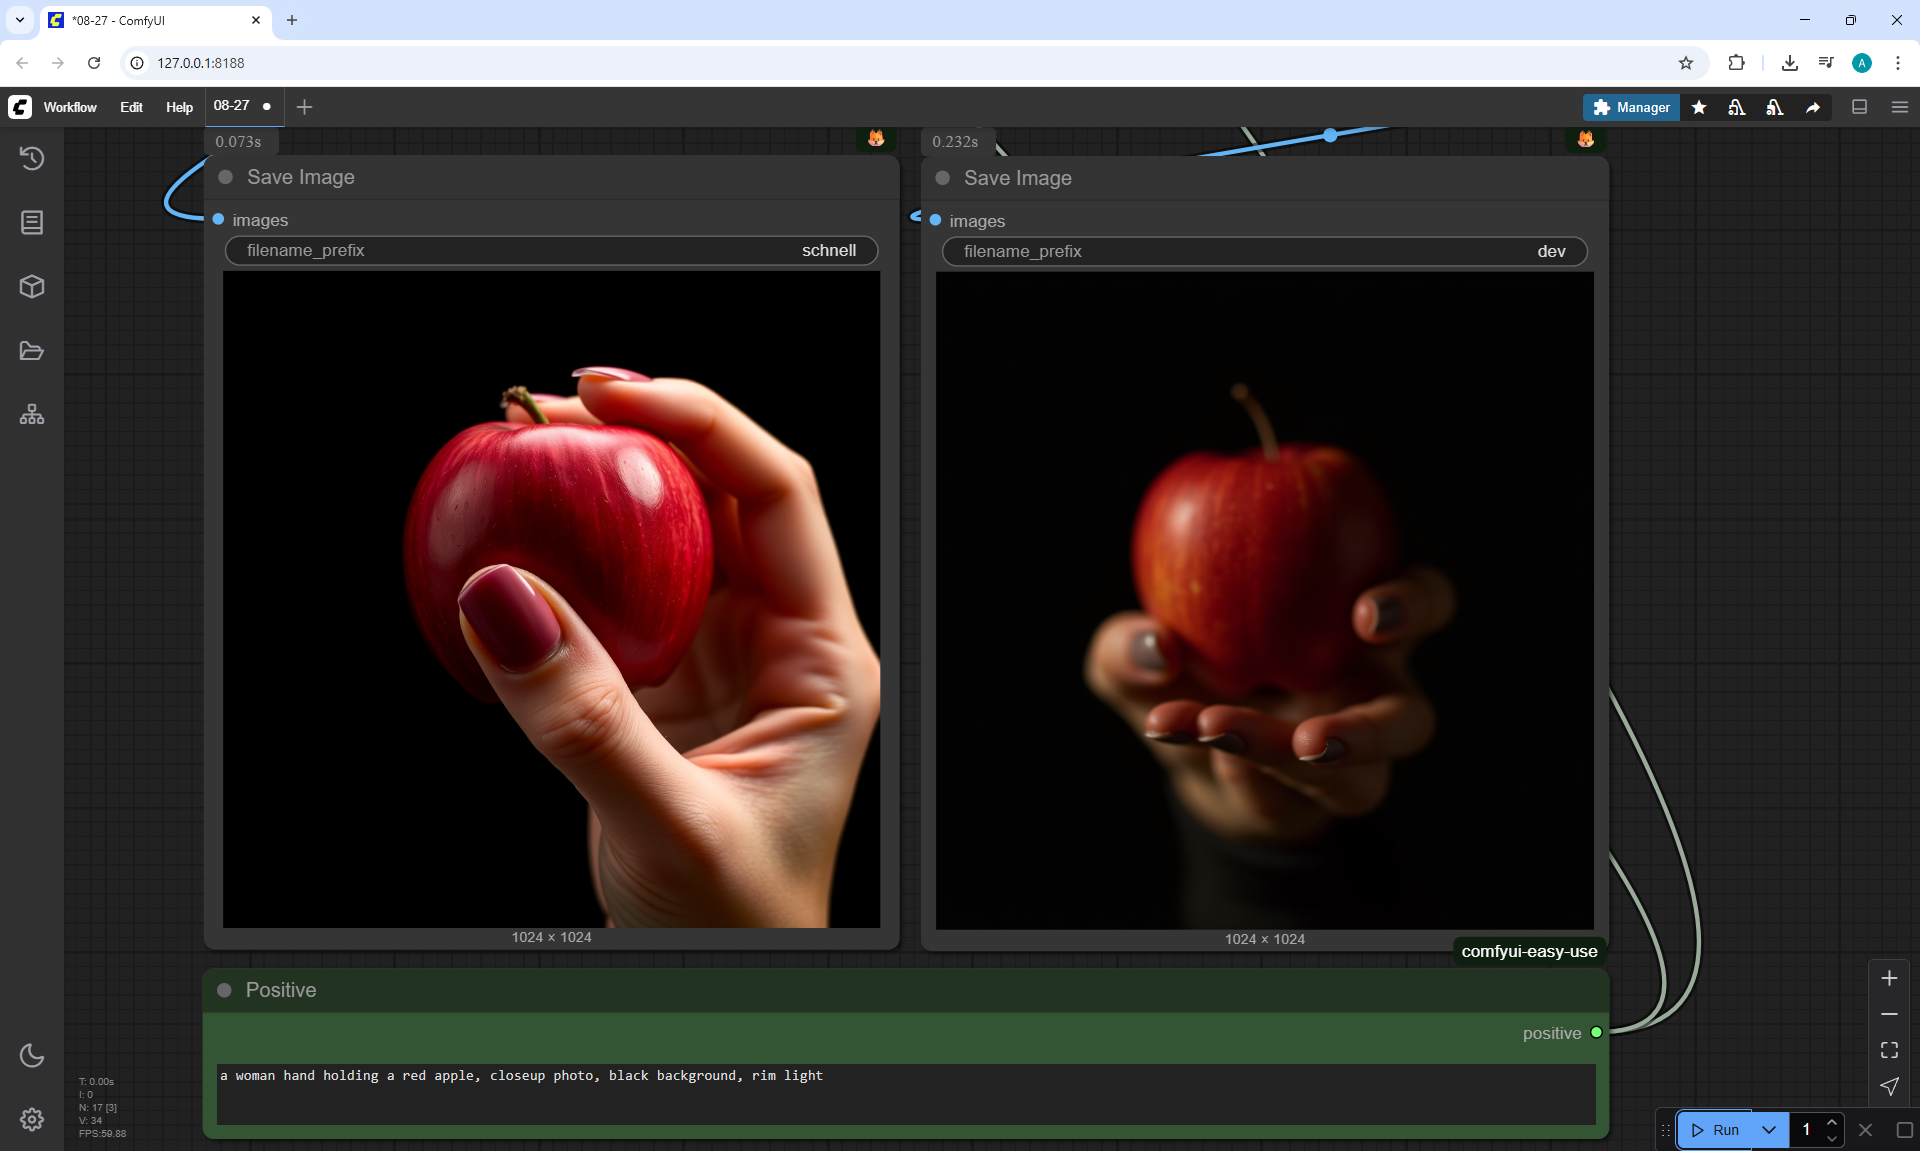 *08-27 - ComfyUI
127.0.0.1:8188
A
Workflow Edit Help 08-27
Manager
0.073s
0.232s
Save Image
Save Image
images
images
filename_prefix schnell
filename_prefix dev
1024 × 1024
1024 × 1024
comfyui-easy-use
Positive
positive
a woman hand holding a red apple, closeup photo, black background, rim light
T: 0.00s
I: 0
N: 17 [3]
V: 34
FPS:59.88
Run 1